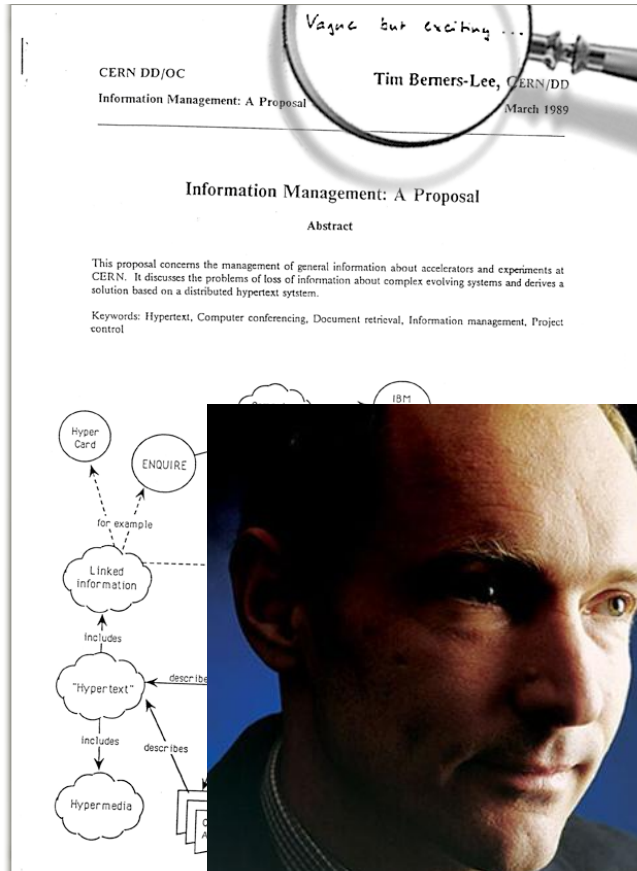 Vague but exciting ...
CERN DD/OC
Tim Berners-Lee, CERN/DD
Information Management: A Proposal
March 1989
Information Management: A Proposal
Abstract
This proposal concerns the management of general information about accelerators and experiments at
CERN. It discusses the problems of loss of information about complex evolving systems and derives a
solution based on a distributed hypertext sytstem.
Keywords: Hypertext, Computer conferencing, Document retrieval, Information management, Project
control
IBM
Hyper
Card
ENQUIRE
for example
Linked
information
includes
"Hypertext"
includes
describes
Hypermedia